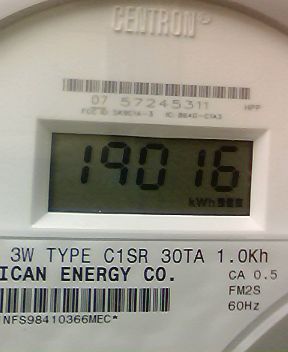 CENTRON®
07 57245311 HPP
19016
kWh
3W TYPE C1SR 30TA 1.0Kh
ICAN ENERGY CO. CA 0.5
FM2S
60Hz
NFS98410366MEC*